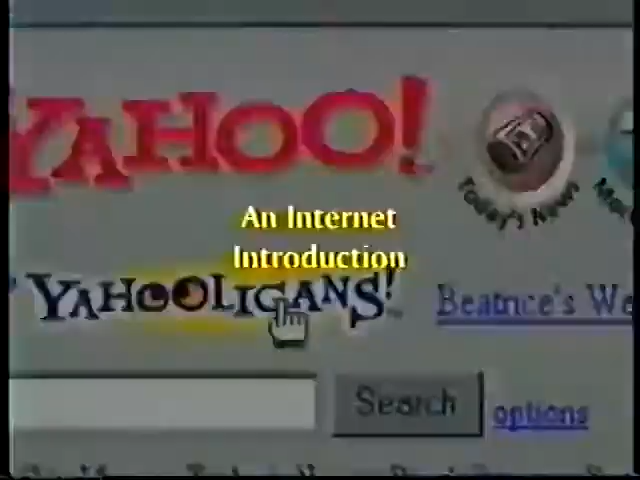 YAHOO!
Today's News
An Internet
Introduction
YAHOOLIGANS!
Beatrice's We
Search
options